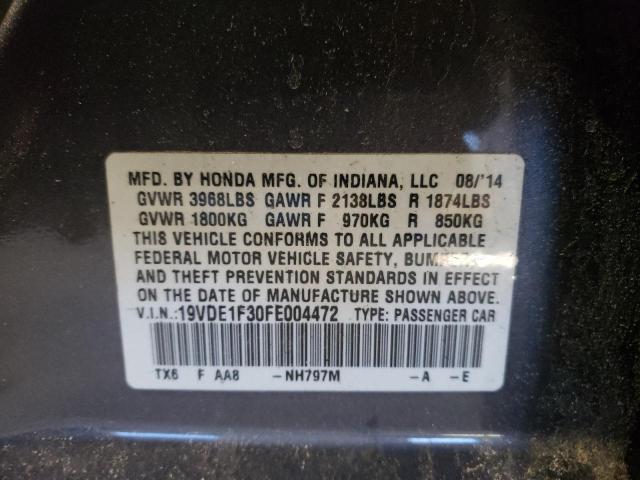 MFD. BY HONDA MFG. OF INDIANA, LLC 08/'14
GVWR 3968LBS GAWR F 2138LBS R 1874LBS
GVWR 1800KG GAWR F 970KG R 850KG
THIS VEHICLE CONFORMS TO ALL APPLICABLE
FEDERAL MOTOR VEHICLE SAFETY,
AND THEFT PREVENTION STANDARDS IN EFFECT
ON THE DATE OF MANUFACTURE SHOWN ABOVE.
V.I.N.:19VDE1F30FE004472 TYPE: PASSENGER CAR
TX6 F AA8 -NH797M -A -E